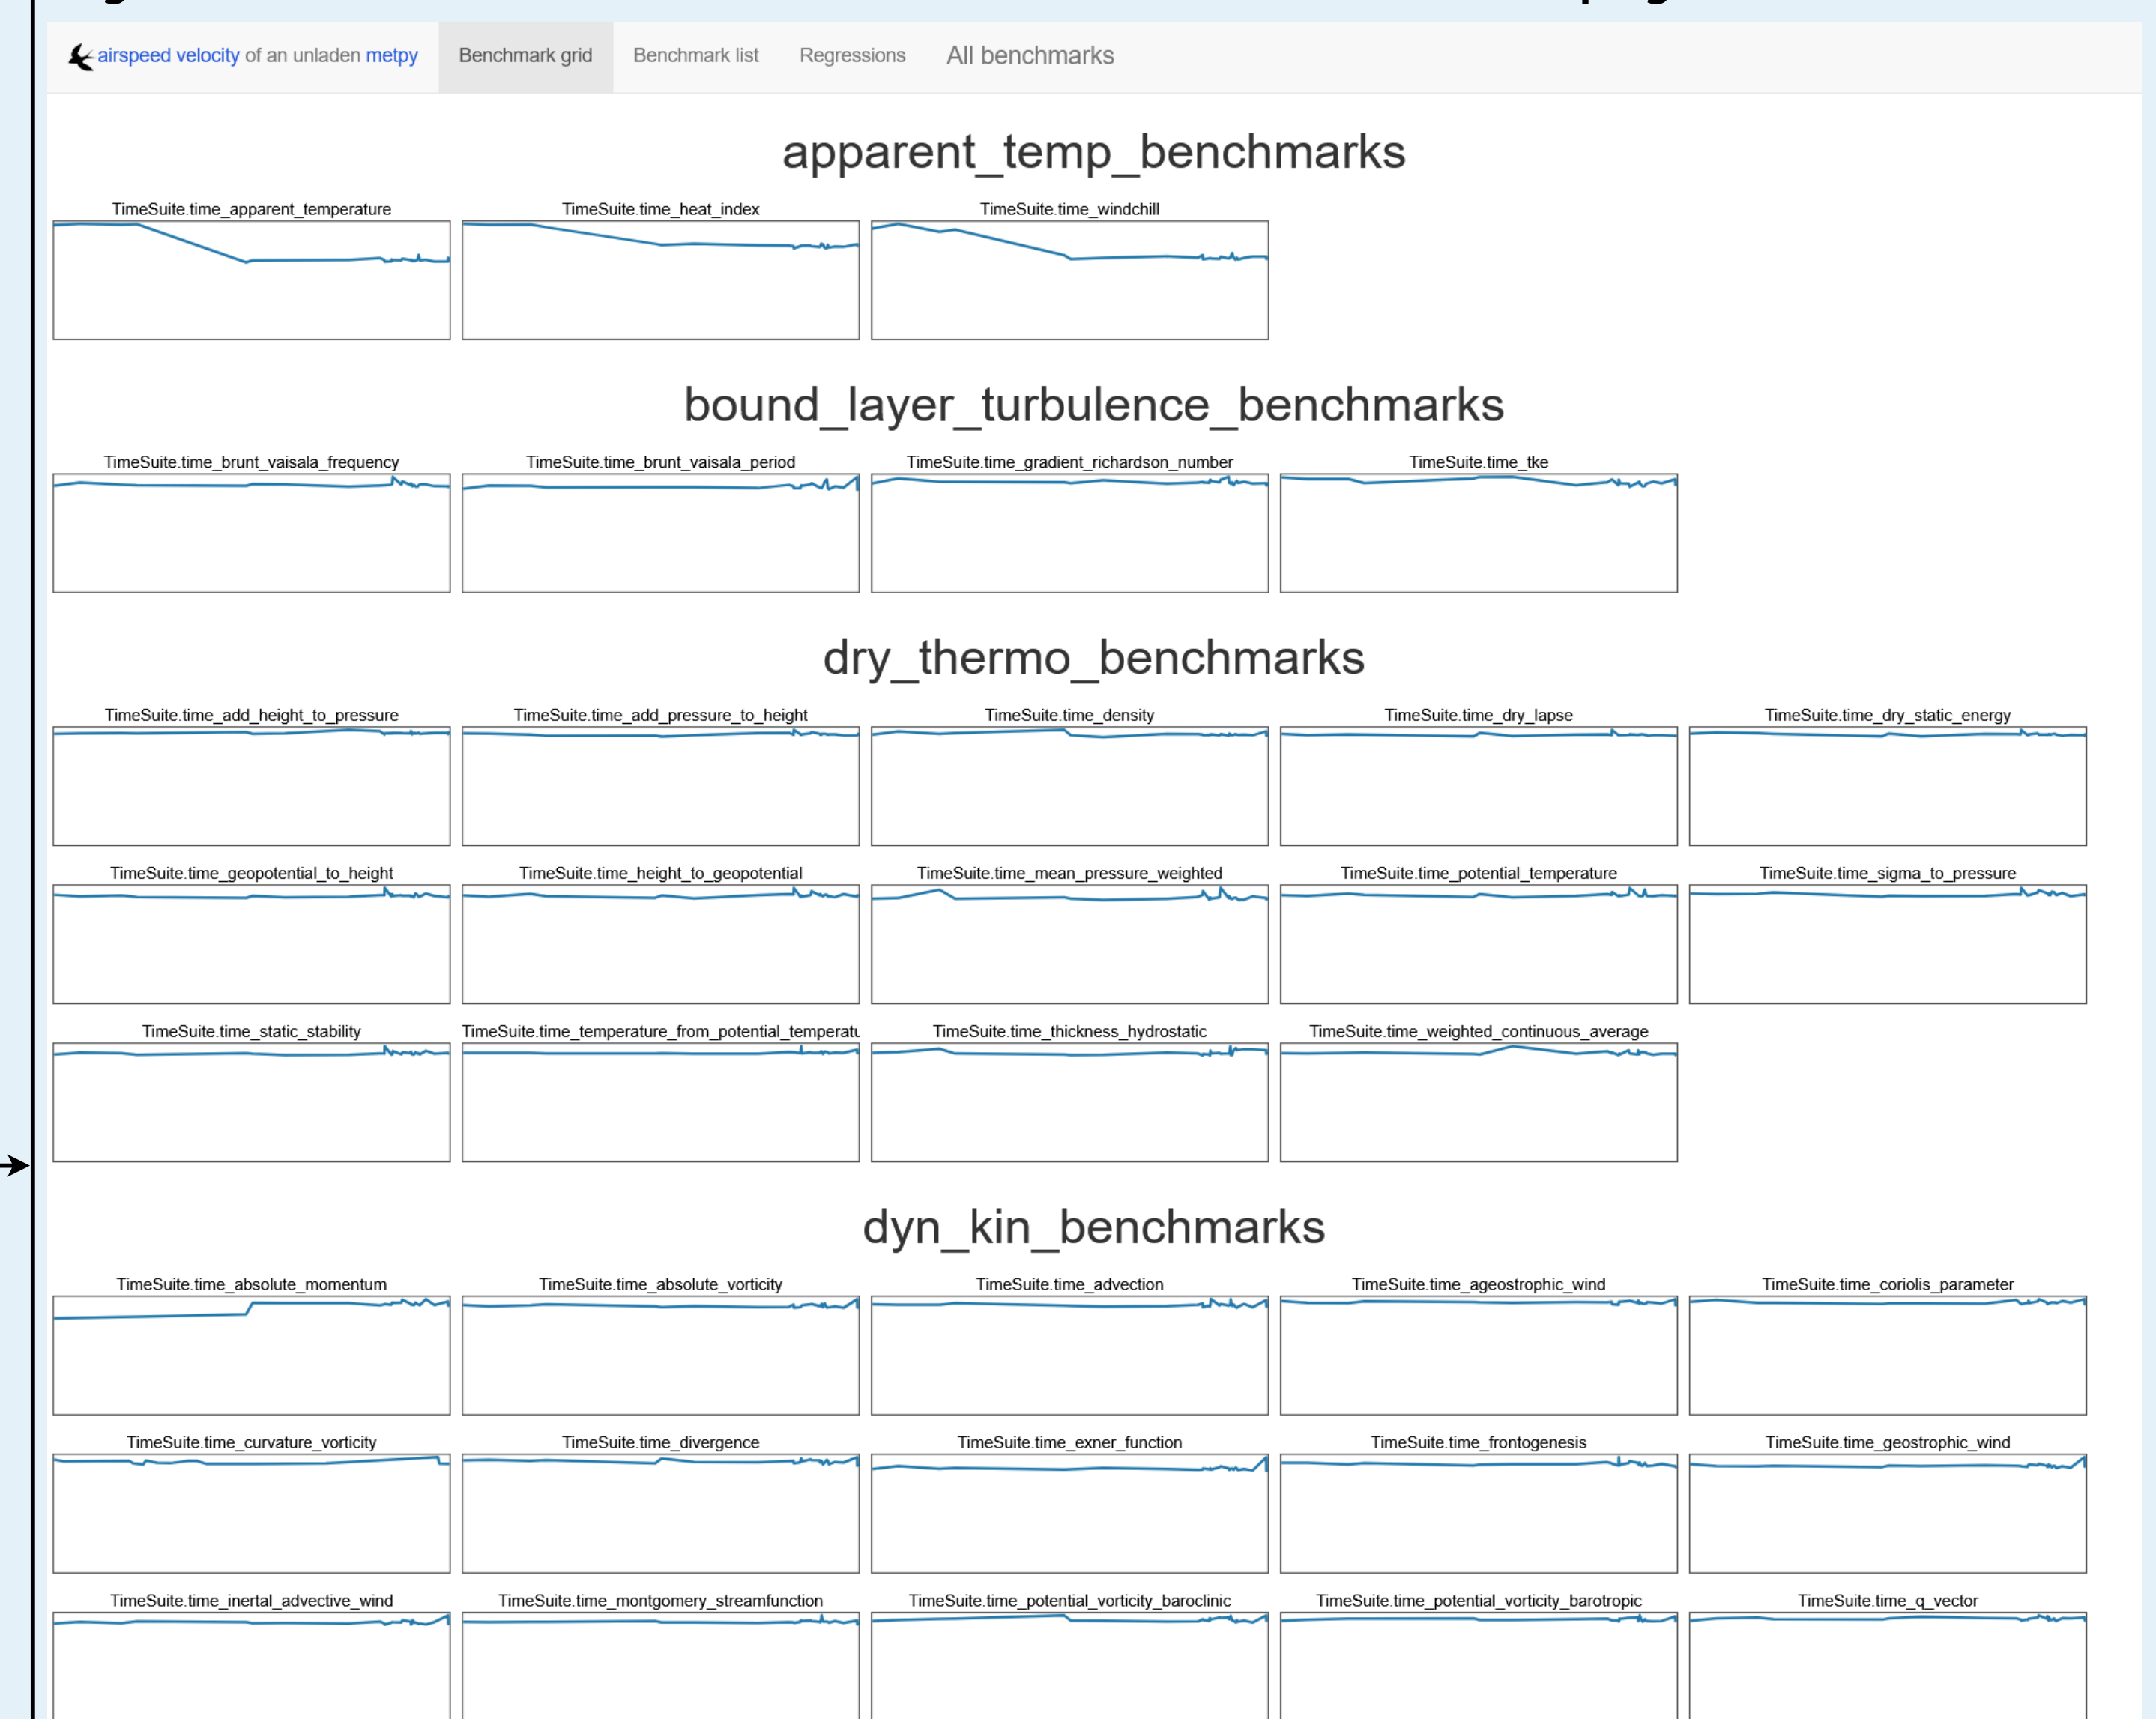 airspeed velocity of an unladen metpy Benchmark grid Benchmark list Regressions All benchmarks
apparent_temp_benchmarks
TimeSuite.time_apparent_temperature TimeSuite.time_heat_index TimeSuite.time_windchill
bound_layer_turbulence_benchmarks
TimeSuite.time_brunt_vaisala_frequency TimeSuite.time_brunt_vaisala_period TimeSuite.time_gradient_richardson_number TimeSuite.time_tke
dry_thermo_benchmarks
TimeSuite.time_add_height_to_pressure TimeSuite.time_add_pressure_to_height TimeSuite.time_density TimeSuite.time_dry_lapse TimeSuite.time_dry_static_energy
TimeSuite.time_geopotential_to_height TimeSuite.time_height_to_geopotential TimeSuite.time_mean_pressure_weighted TimeSuite.time_potential_temperature TimeSuite.time_sigma_to_pressure
TimeSuite.time_static_stability TimeSuite.time_temperature_from_potential_temperatu TimeSuite.time_thickness_hydrostatic TimeSuite.time_weighted_continuous_average
dyn_kin_benchmarks
TimeSuite.time_absolute_momentum TimeSuite.time_absolute_vorticity TimeSuite.time_advection TimeSuite.time_ageostrophic_wind TimeSuite.time_coriolis_parameter
TimeSuite.time_curvature_vorticity TimeSuite.time_divergence TimeSuite.time_exner_function TimeSuite.time_frontogenesis TimeSuite.time_geostrophic_wind
TimeSuite.time_inertal_advective_wind TimeSuite.time_montgomery_streamfunction TimeSuite.time_potential_vorticity_baroclinic TimeSuite.time_potential_vorticity_barotropic TimeSuite.time_q_vector